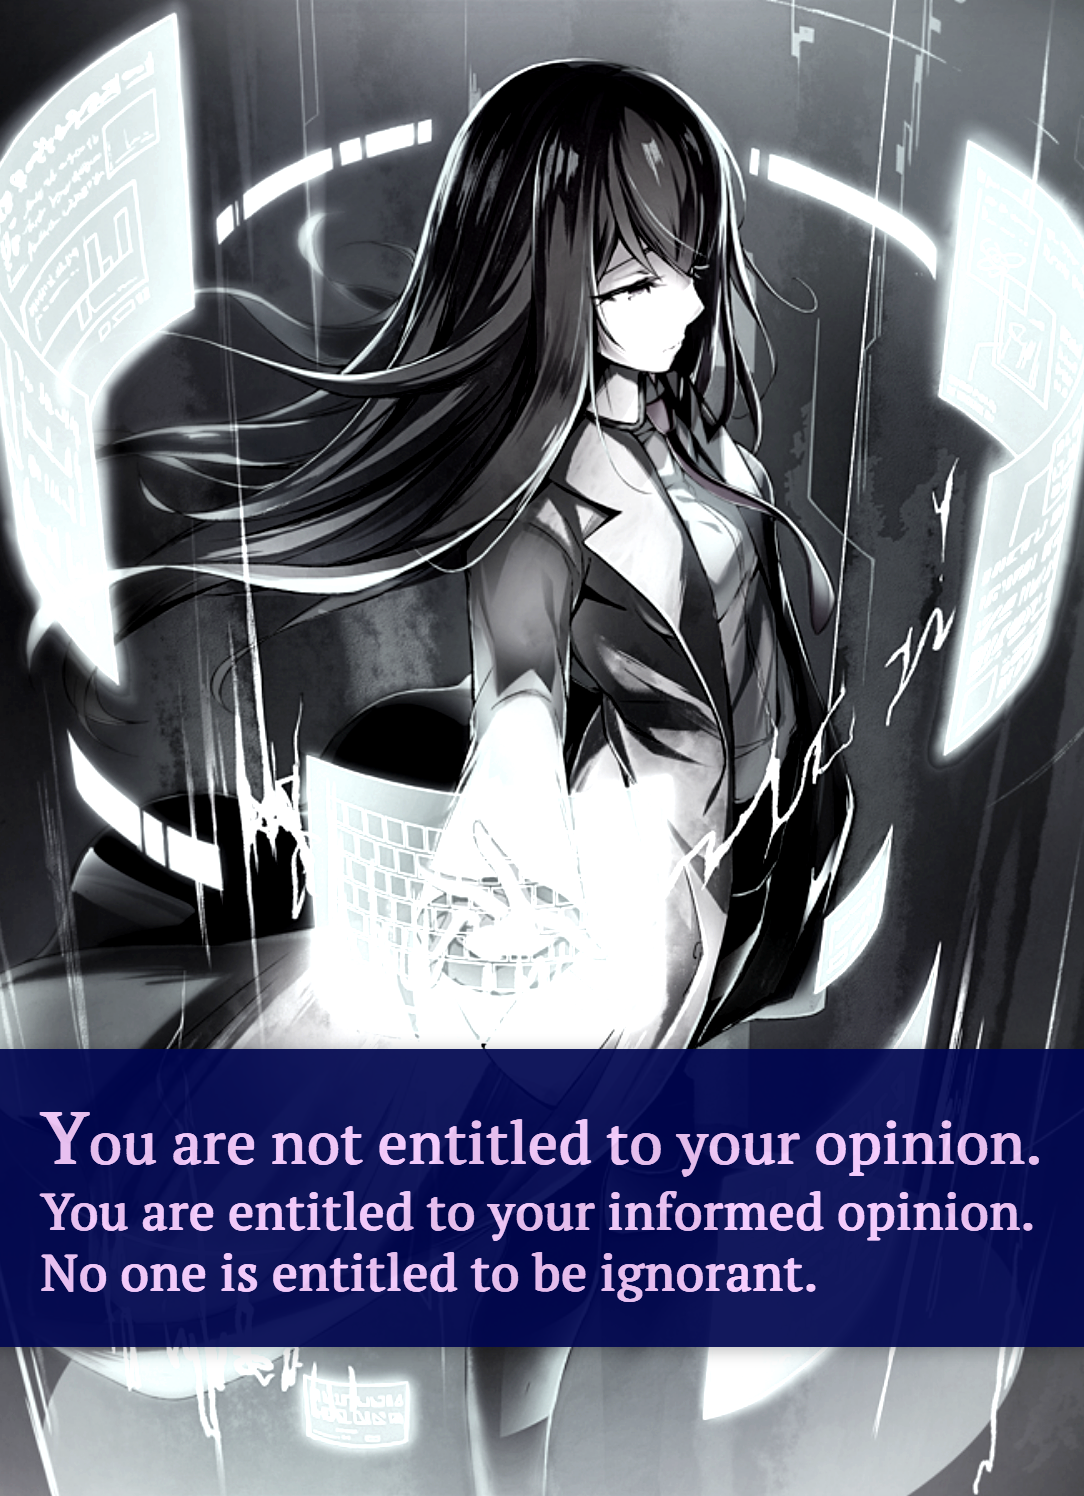 You are not entitled to your opinion.
You are entitled to your informed opinion.
No one is entitled to be ignorant.